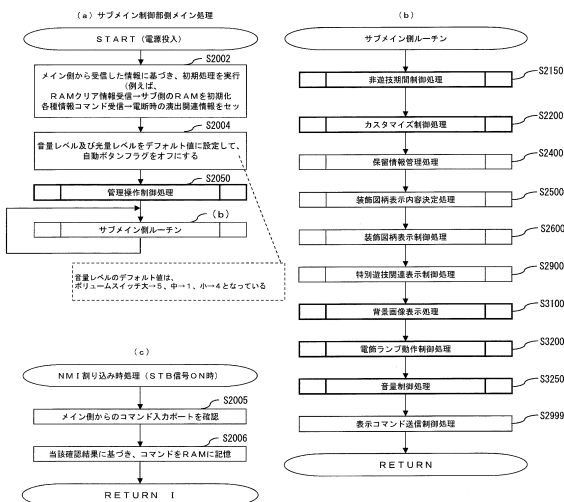 (a) サブメイン制御部側メイン処理
START (電源投入)
S2002
メイン側から受信した情報に基づき、初期処理を実行
(例えば、
RAMクリア情報受信→サブ側のRAMを初期化
各種情報コマンド受信→電断時の演出関連情報をセッ
S2004
音量レベル及び光量レベルをデフォルト値に設定して、
自動ボタンフラグをオフにする
S2050
管理操作制御処理
(b)
サブメイン側ルーチン
音量レベルのデフォルト値は、
ボリュームスイッチ大→5、中→1、小→4となっている
(c)
NMI割り込み時処理 (STB信号ON時)
S2005
メイン側からのコマンド入力ポートを確認
S2006
当該確認結果に基づき、コマンドをRAMに記憶
RETURN I
(b)
サブメイン側ルーチン
S2150
非遊技期間制御処理
S2200
カスタマイズ制御処理
S2400
保留情報管理処理
S2500
装飾図柄表示内容決定処理
S2600
装飾図柄表示制御処理
S2900
特別遊技関連表示制御処理
S3100
背景画像表示処理
S3200
電飾ランプ動作制御処理
S3250
音量制御処理
S2999
表示コマンド送信制御処理
RETURN